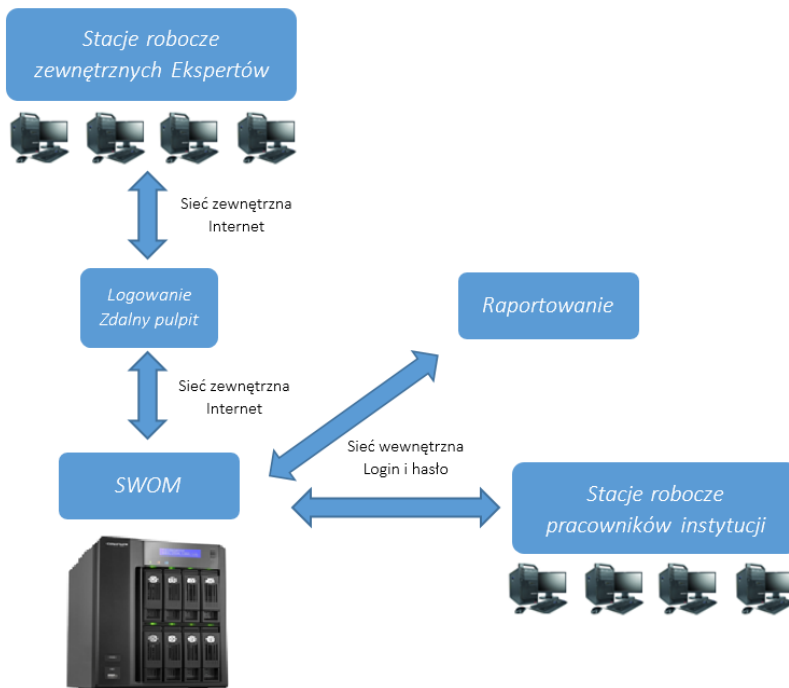 Stacje robocze
zewnętrznych Ekspertów
Sieć zewnętrzna
Internet
Logowanie
Zdalny pulpit
Raportowanie
Sieć zewnętrzna
Internet
Sieć wewnętrzna
Login i hasło
SWOM
Stacje robocze
pracowników instytucji